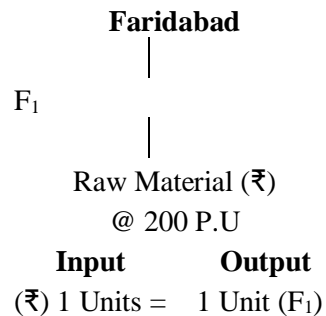 Faridabad
F₁
Raw Material (₹)
@ 200 P.U
Input Output
(₹) 1 Units = 1 Unit (F₁)